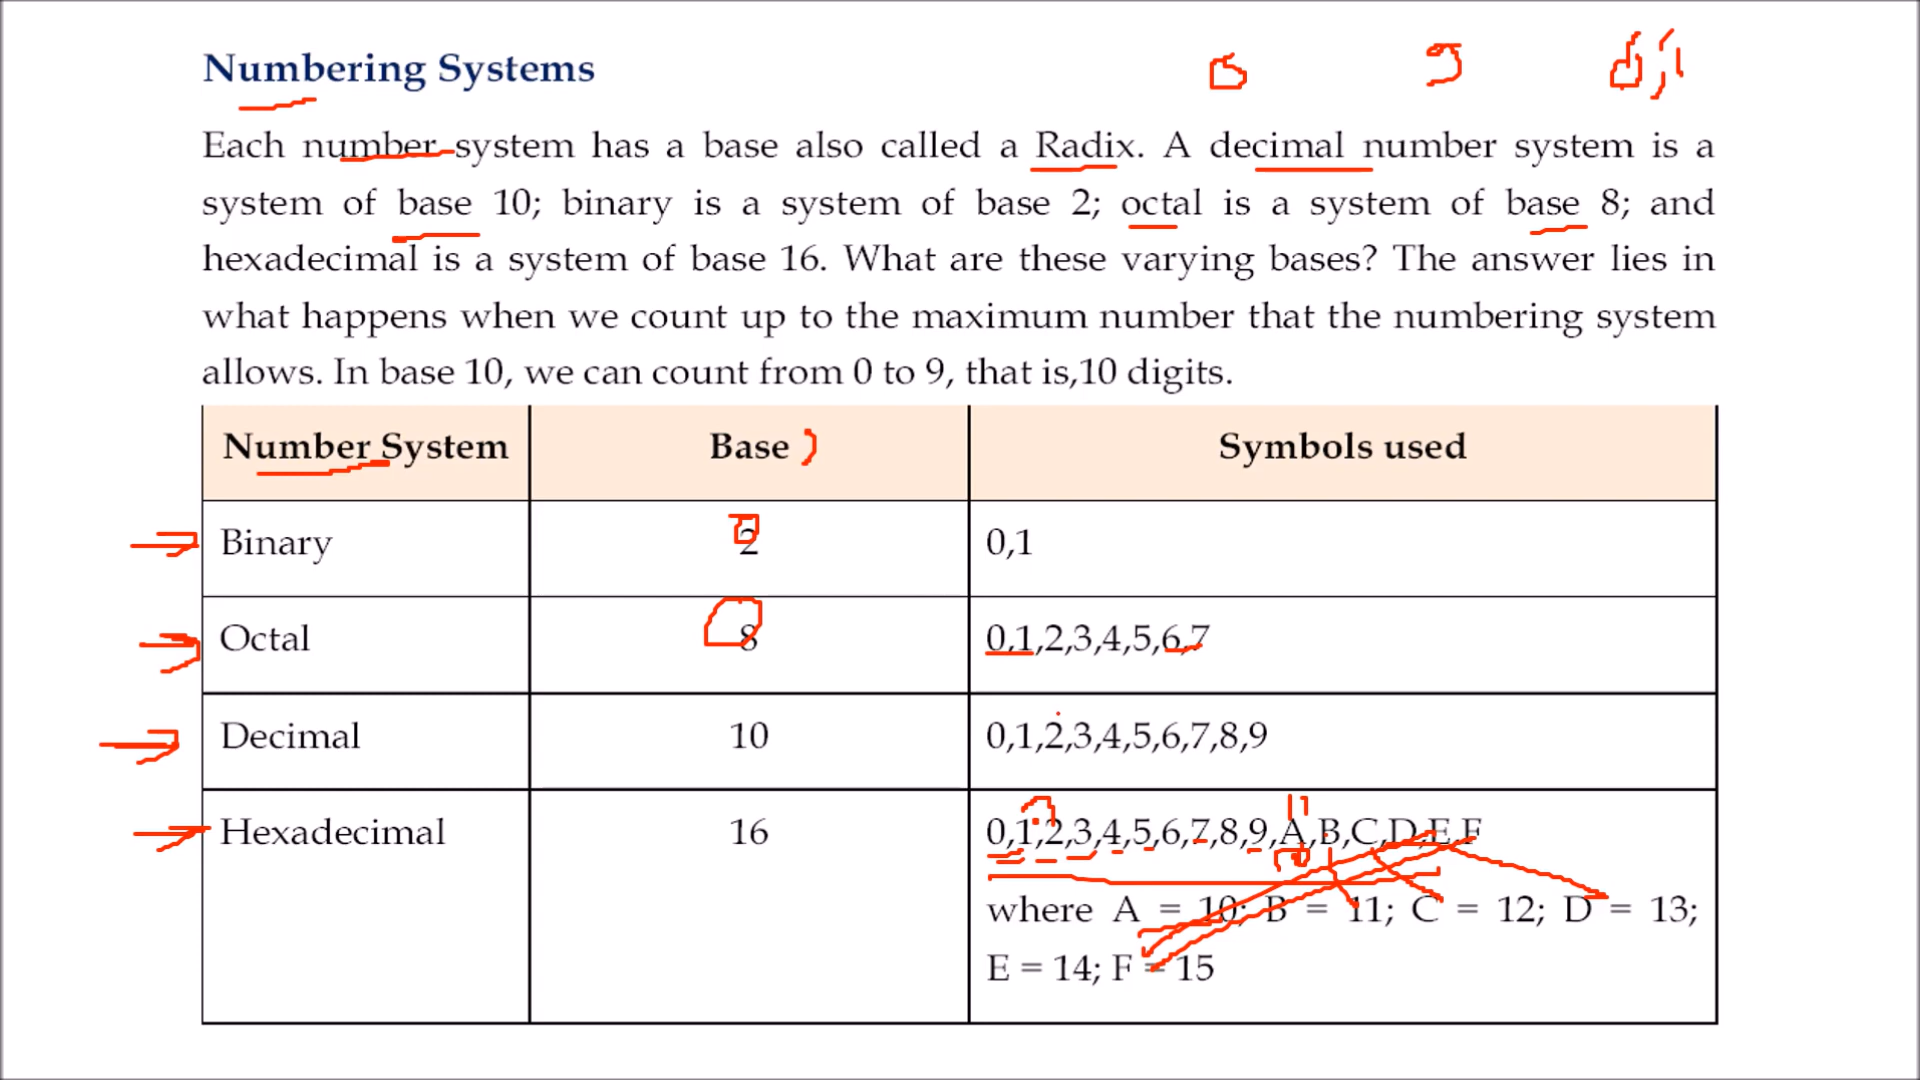 Numbering Systems
Each number system has a base also called a Radix. A decimal number system is a
system of base 10; binary is a system of base 2; octal is a system of base 8; and
hexadecimal is a system of base 16. What are these varying bases? The answer lies in
what happens when we count up to the maximum number that the numbering system
allows. In base 10, we can count from 0 to 9, that is,10 digits.
Number System Base Symbols used
Binary 2 0,1
Octal 8 0,1,2,3,4,5,6,7
Decimal 10 0,1,2,3,4,5,6,7,8,9
Hexadecimal 16 0,1,2,3,4,5,6,7,8,9,A,B,C,D,E,F
where A = 10; B = 11; C = 12; D = 13;
E = 14; F = 15